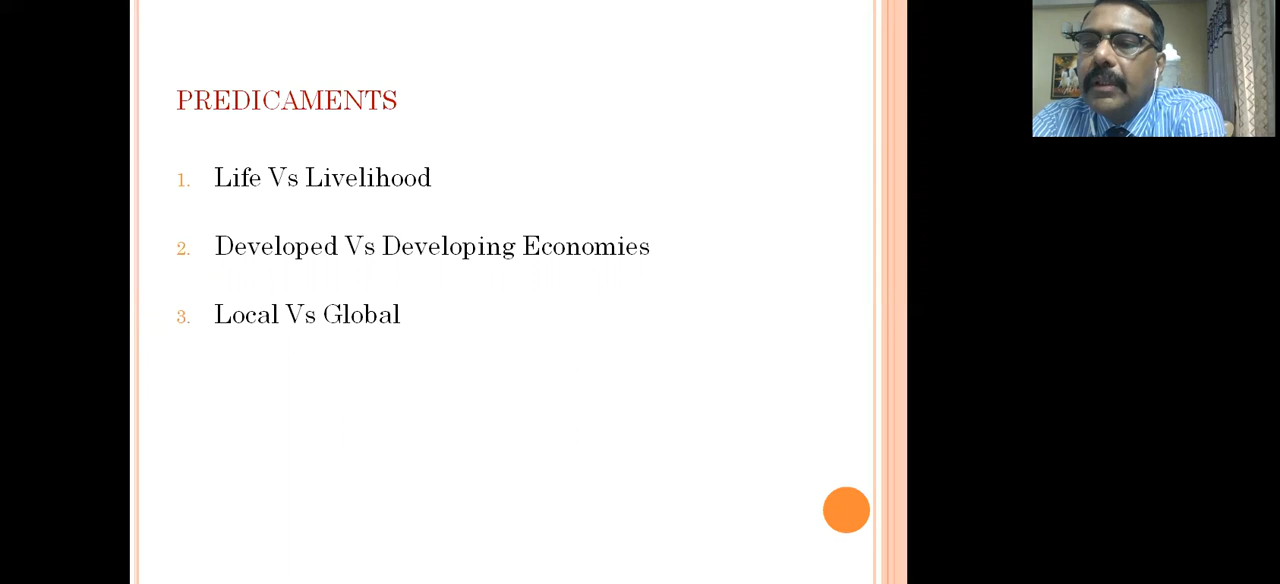 PREDICAMENTS
1. Life Vs Livelihood
2. Developed Vs Developing Economies
3. Local Vs Global